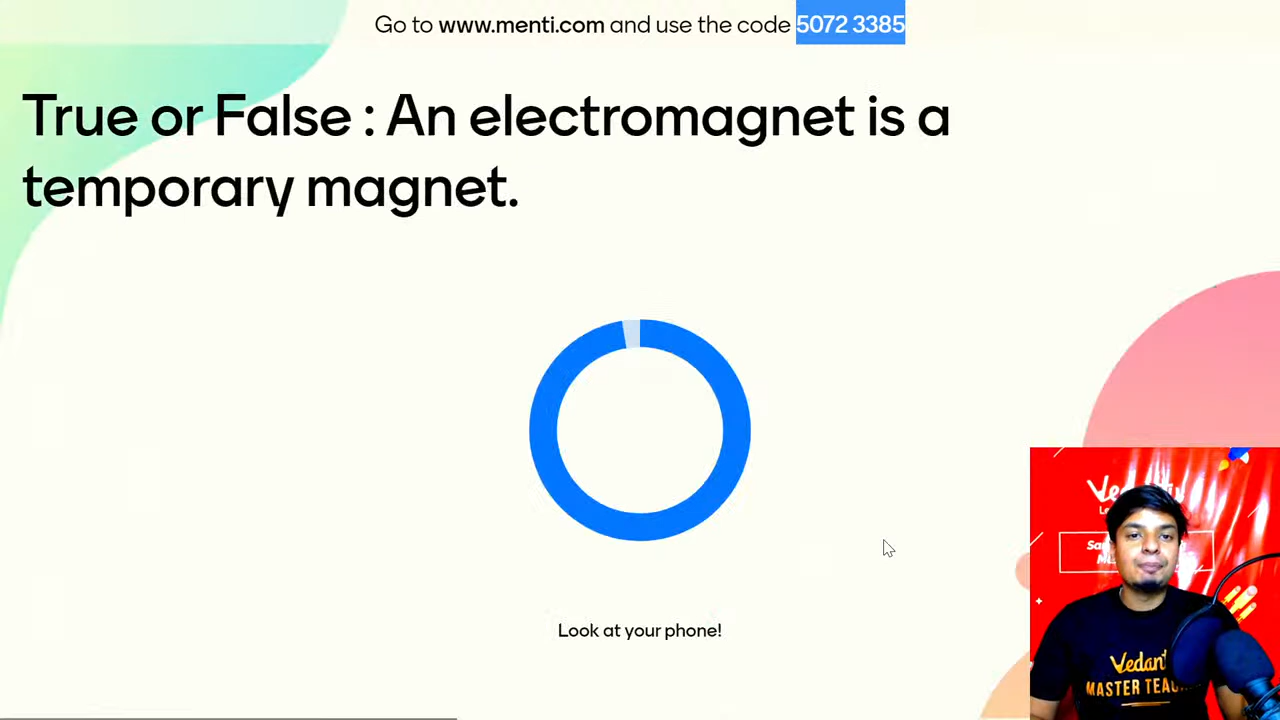 Go to www.menti.com and use the code 5072 3385
True or False : An electromagnet is a
temporary magnet.
Look at your phone!
MASTER